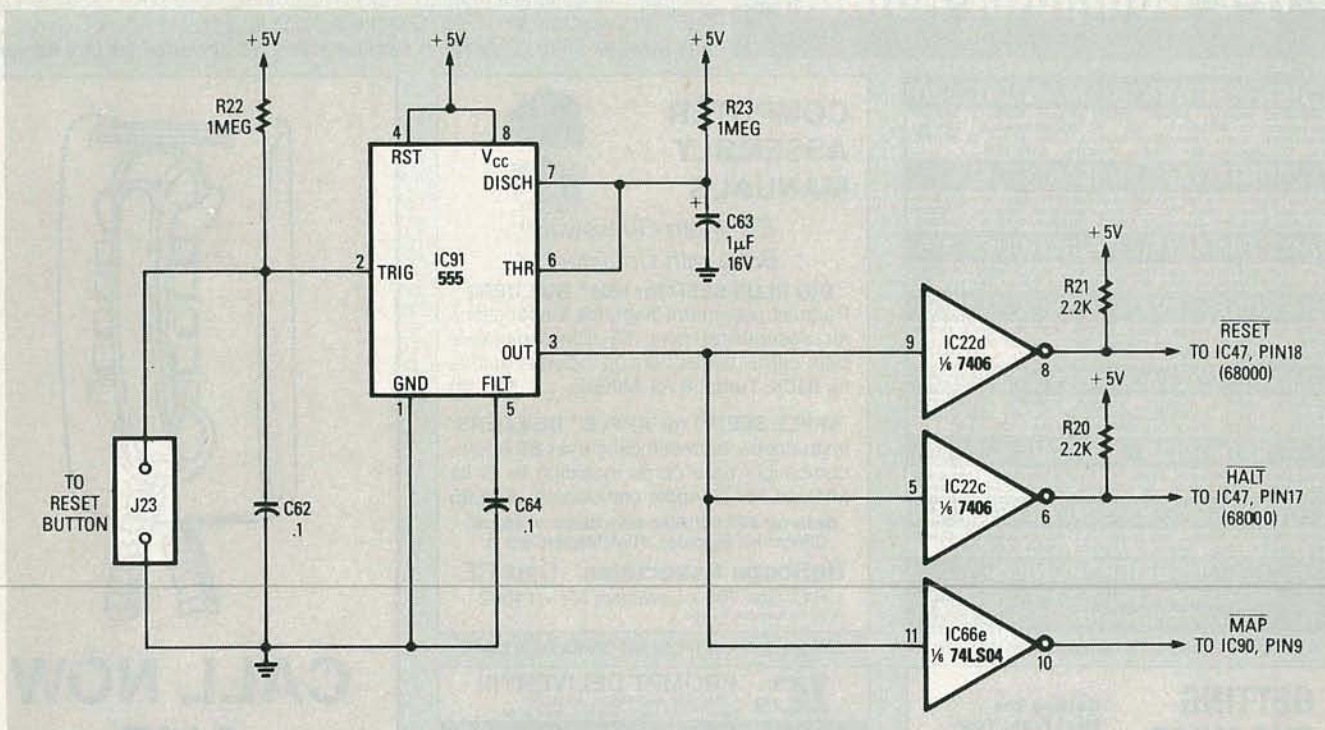 +5V
+5V
+5V
R22
1MEG
R23
1MEG
4
8
RST
VCC
DISCH
7
+
C63
1µF
16V
2
TRIG
IC91
555
THR
6
OUT
3
GND
FILT
1
5
TO
RESET
BUTTON
J23
C62
.1
C64
.1
+5V
R21
2.2K
9
IC22d
⅙ 7406
8
RESET
TO IC47, PIN18
(68000)
+5V
R20
2.2K
5
IC22c
⅙ 7406
6
HALT
TO IC47, PIN17
(68000)
11
IC66e
⅙ 74LS04
10
MAP
TO IC90, PIN9